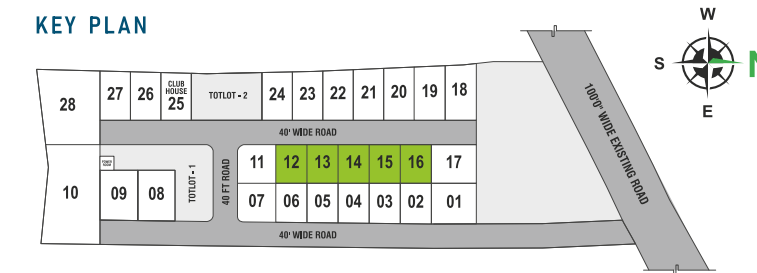 KEY PLAN
W
S
N
E
28
27
26
CLUB
HOUSE
25
TOTLOT - 2
24
23
22
21
20
19
18
100'0" WIDE EXISTING ROAD
40' WIDE ROAD
10
09
08
TOTLOT - 1
40 FT ROAD
11
12
13
14
15
16
17
07
06
05
04
03
02
01
40' WIDE ROAD